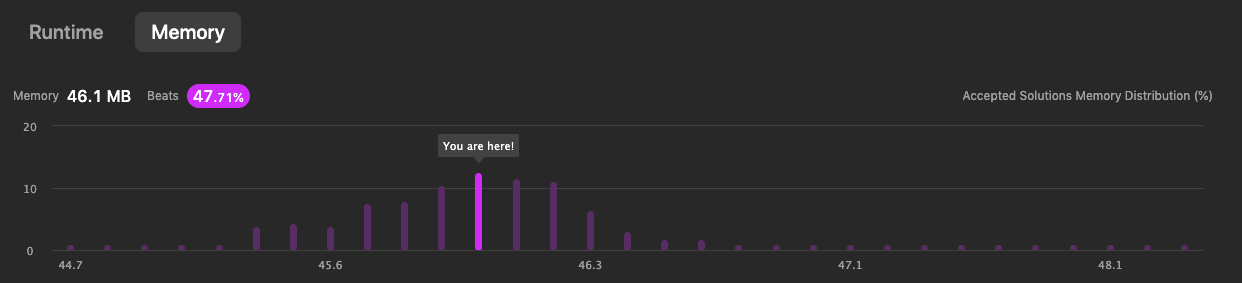 Runtime Memory
Memory 46.1 MB Beats 47.71% Accepted Solutions Memory Distribution (%)
20
You are here!
10
0
44.7 45.6 46.3 47.1 48.1